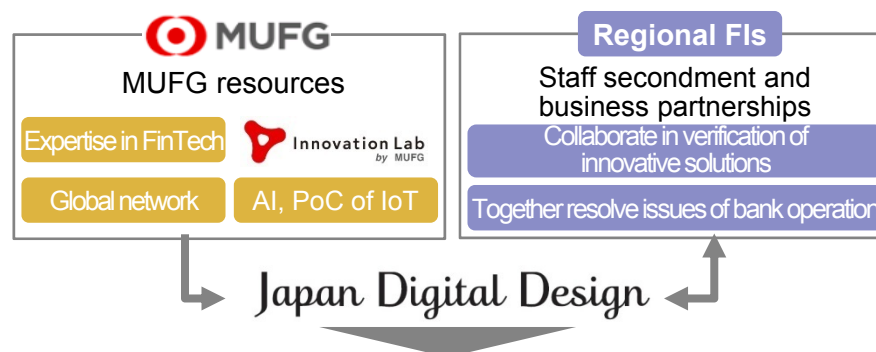 MUFG
MUFG resources
Expertise in FinTech
Innovation Lab
by MUFG
Global network
AI, PoC of IoT
Regional FIs
Staff secondment and
business partnerships
Collaborate in verification of
innovative solutions
Together resolve issues of bank operation
Japan Digital Design